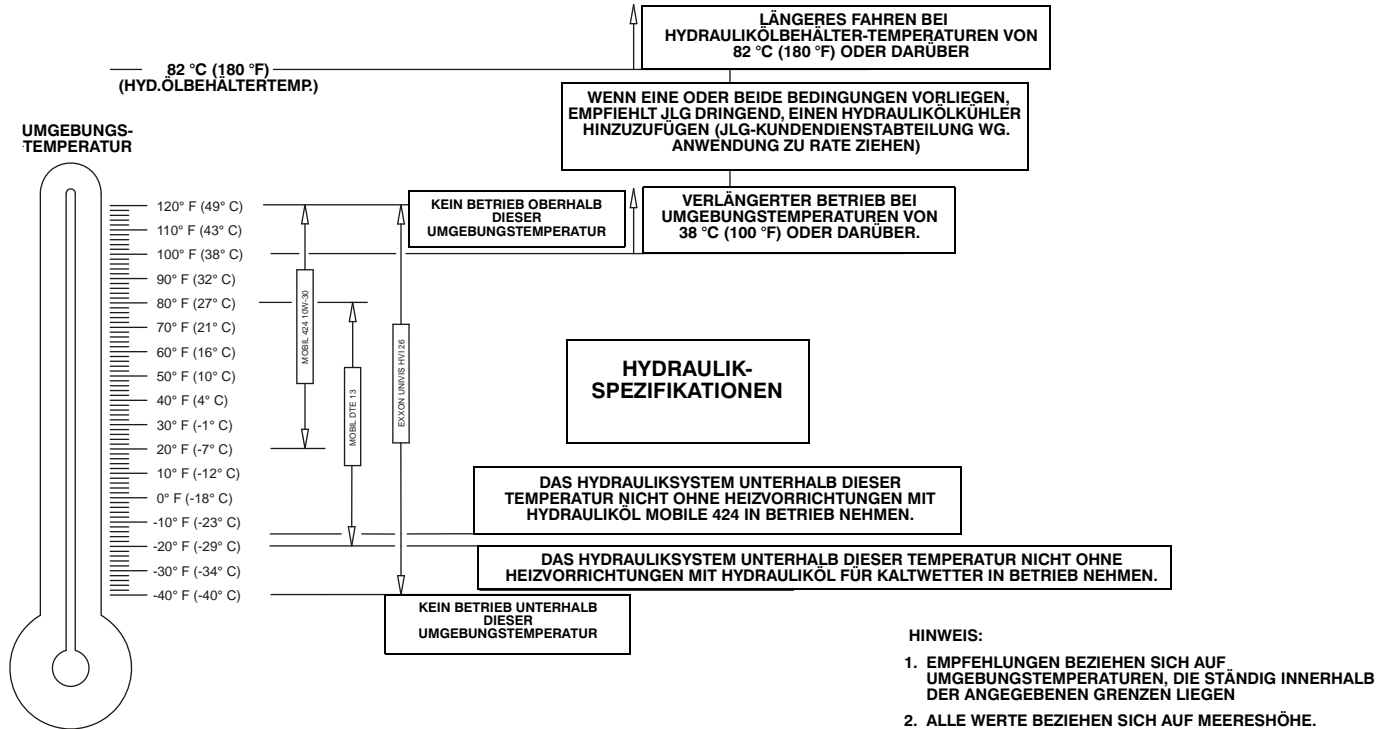 LÄNGERES FAHREN BEI
HYDRAULIKÖLBEHÄLTER-TEMPERATUREN VON
82 °C (180 °F) ODER DARÜBER
82 °C (180 °F)
(HYD.ÖLBEHÄLTERTEMP.)
WENN EINE ODER BEIDE BEDINGUNGEN VORLIEGEN,
EMPFIEHLT JLG DRINGEND, EINEN HYDRAULIKÖLKÜHLER
HINZUZUFÜGEN (JLG-KUNDENDIENSTABTEILUNG WG.
ANWENDUNG ZU RATE ZIEHEN)
UMGEBUNGS-
TEMPERATUR
120° F (49° C)
110° F (43° C)
100° F (38° C)
90° F (32° C)
80° F (27° C)
70° F (21° C)
60° F (16° C)
50° F (10° C)
40° F (4° C)
30° F (-1° C)
20° F (-7° C)
10° F (-12° C)
0° F (-18° C)
-10° F (-23° C)
-20° F (-29° C)
-30° F (-34° C)
-40° F (-40° C)
KEIN BETRIEB OBERHALB
DIESER
UMGEBUNGSTEMPERATUR
VERLÄNGERTER BETRIEB BEI
UMGEBUNGSTEMPERATUREN VON
38 °C (100 °F) ODER DARÜBER.
MOBIL 424 10W-30
MOBIL DTE 13
EXXON UNIVIS HVI 26
HYDRAULIK-
SPEZIFIKATIONEN
DAS HYDRAULIKSYSTEM UNTERHALB DIESER
TEMPERATUR NICHT OHNE HEIZVORRICHTUNGEN MIT
HYDRAULIKÖL MOBILE 424 IN BETRIEB NEHMEN.
DAS HYDRAULIKSYSTEM UNTERHALB DIESER TEMPERATUR NICHT OHNE
HEIZVORRICHTUNGEN MIT HYDRAULIKÖL FÜR KALTWETTER IN BETRIEB NEHMEN.
KEIN BETRIEB UNTERHALB
DIESER
UMGEBUNGSTEMPERATUR
HINWEIS:
1. EMPFEHLUNGEN BEZIEHEN SICH AUF
UMGEBUNGSTEMPERATUREN, DIE STÄNDIG INNERHALB
DER ANGEGEBENEN GRENZEN LIEGEN
2. ALLE WERTE BEZIEHEN SICH AUF MEERESHÖHE.